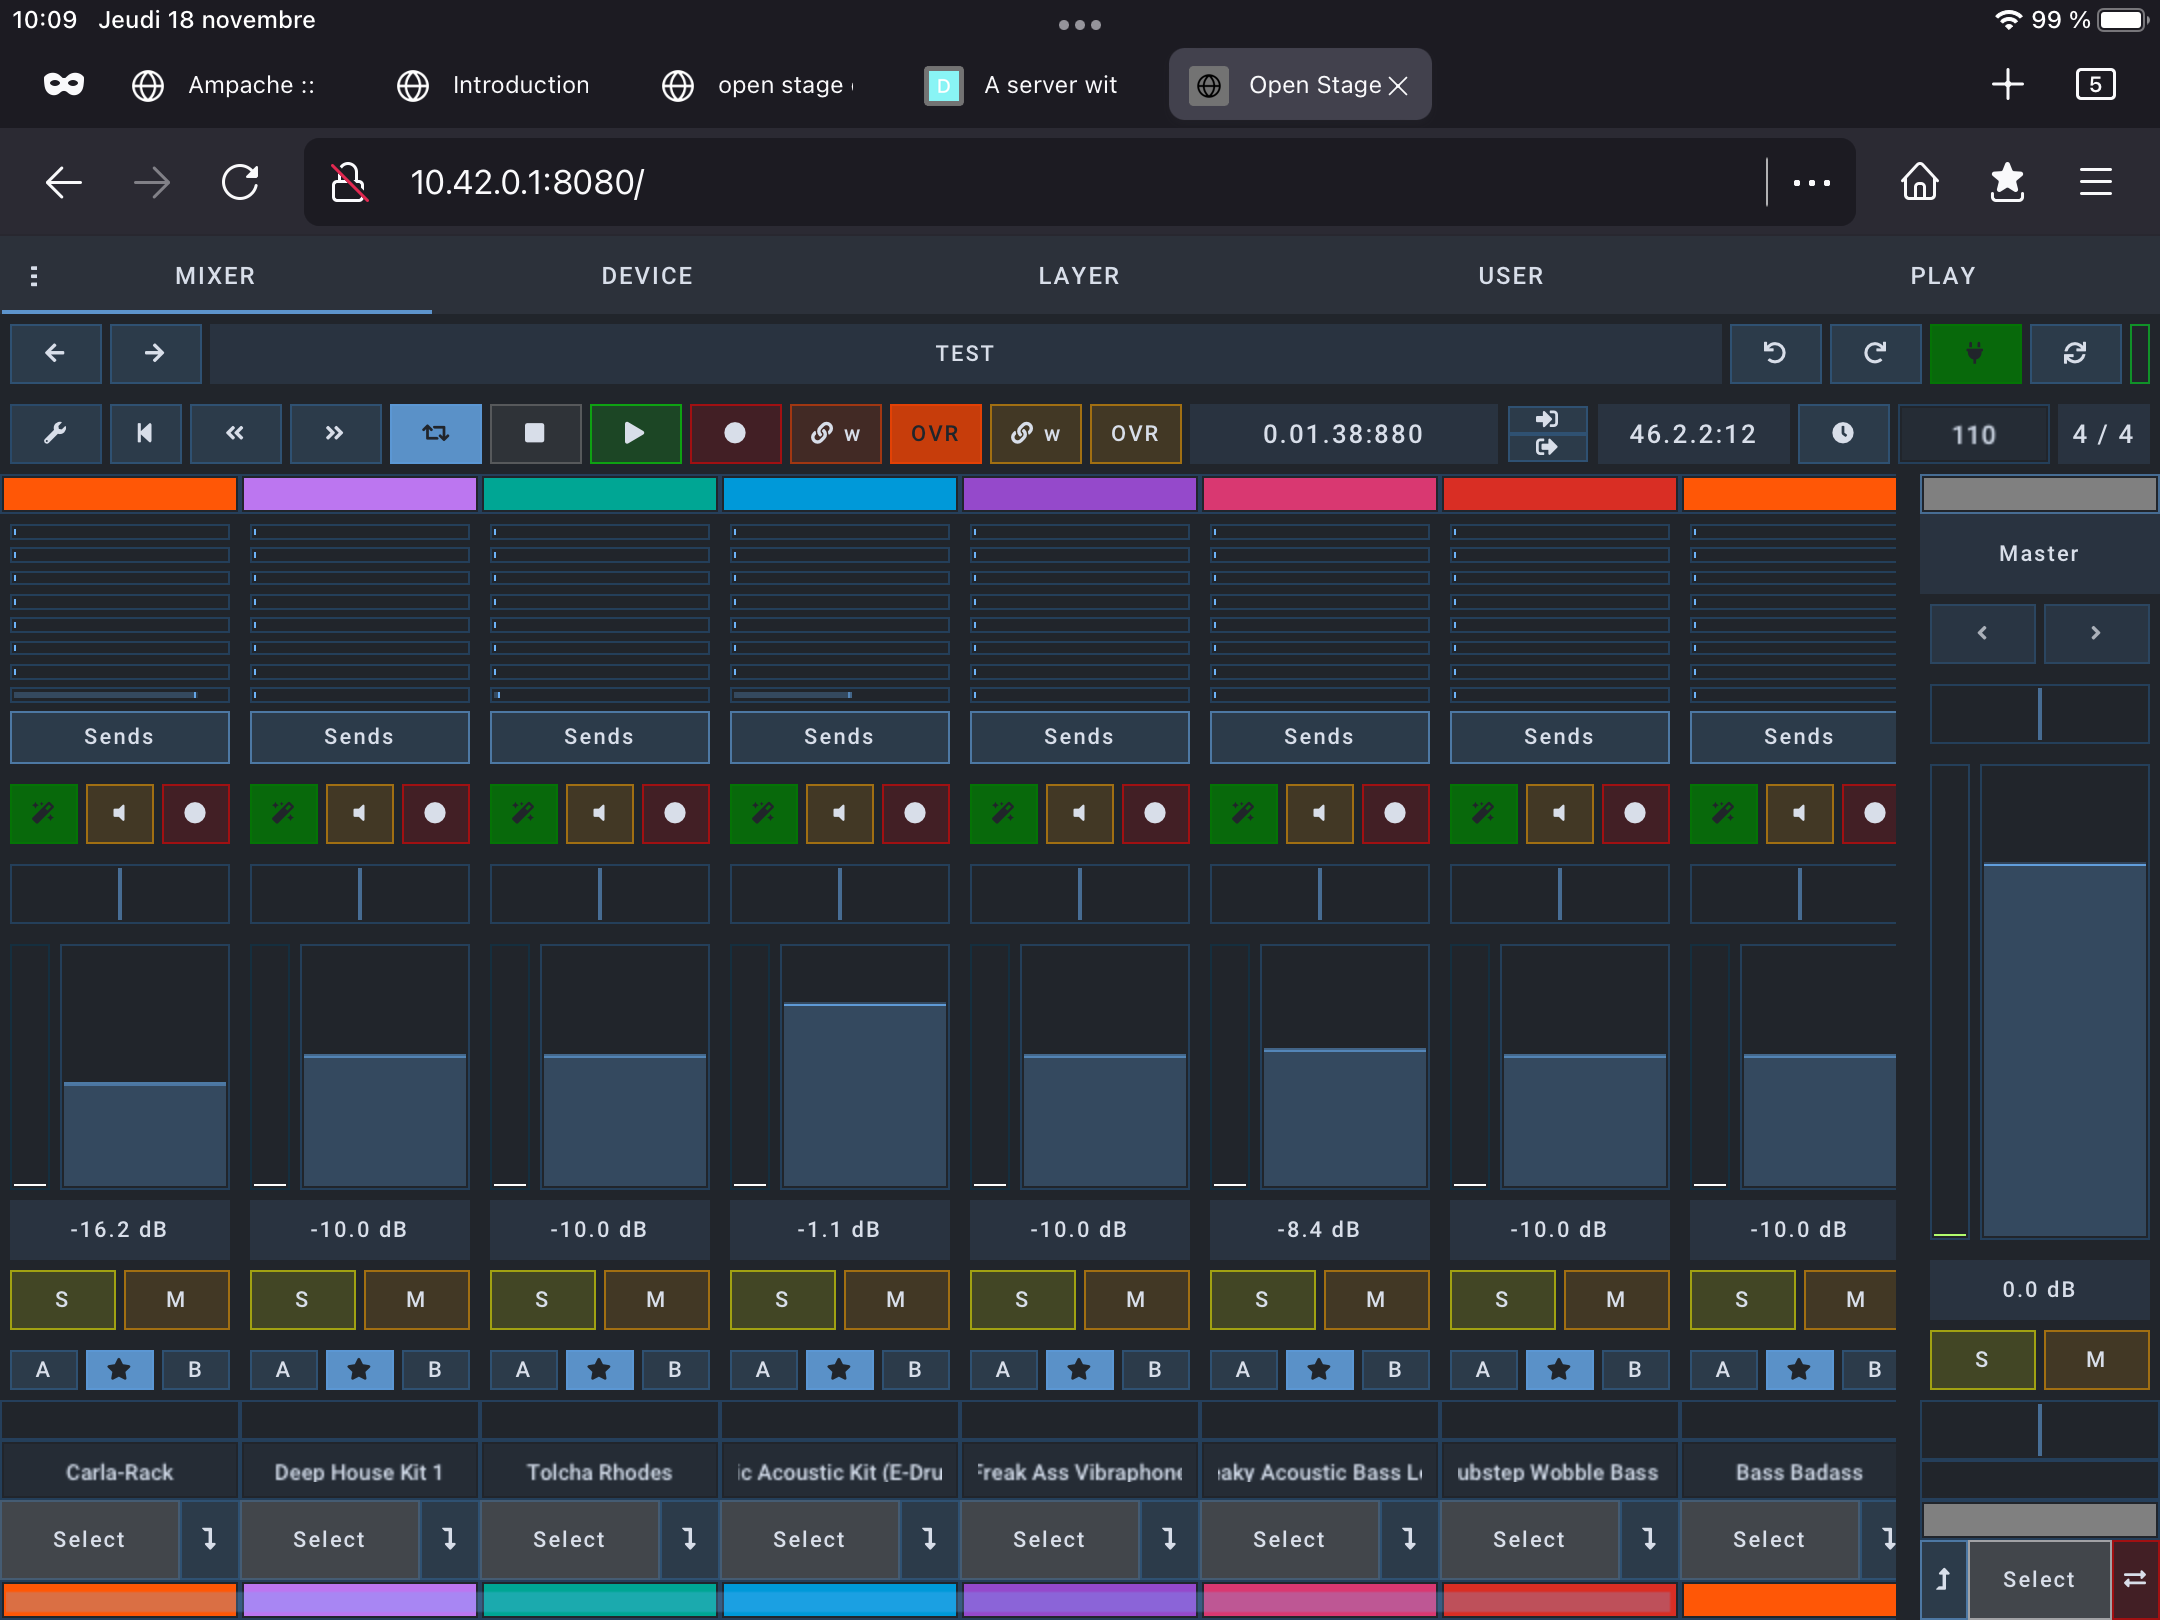 10:09 Jeudi 18 novembre 99 %
Ampache :: Introduction open stage A server wit Open Stage 5
D
10.42.0.1:8080/
MIXER DEVICE LAYER USER PLAY
TEST
w OVR w OVR 0.01.38:880 46.2.2:12 110 4 / 4
Master
Sends Sends Sends Sends Sends Sends Sends Sends
-16.2 dB -10.0 dB -10.0 dB -1.1 dB -10.0 dB -8.4 dB -10.0 dB -10.0 dB
0.0 dB
S M S M S M S M S M S M S M S M
S M
A B A B A B A B A B A B A B A B
Carla-Rack Deep House Kit 1 Tolcha Rhodes ic Acoustic Kit (E-Dru Freak Ass Vibraphone aky Acoustic Bass ubstep Wobble Bass Bass Badass
Select Select Select Select Select Select Select Select
Select